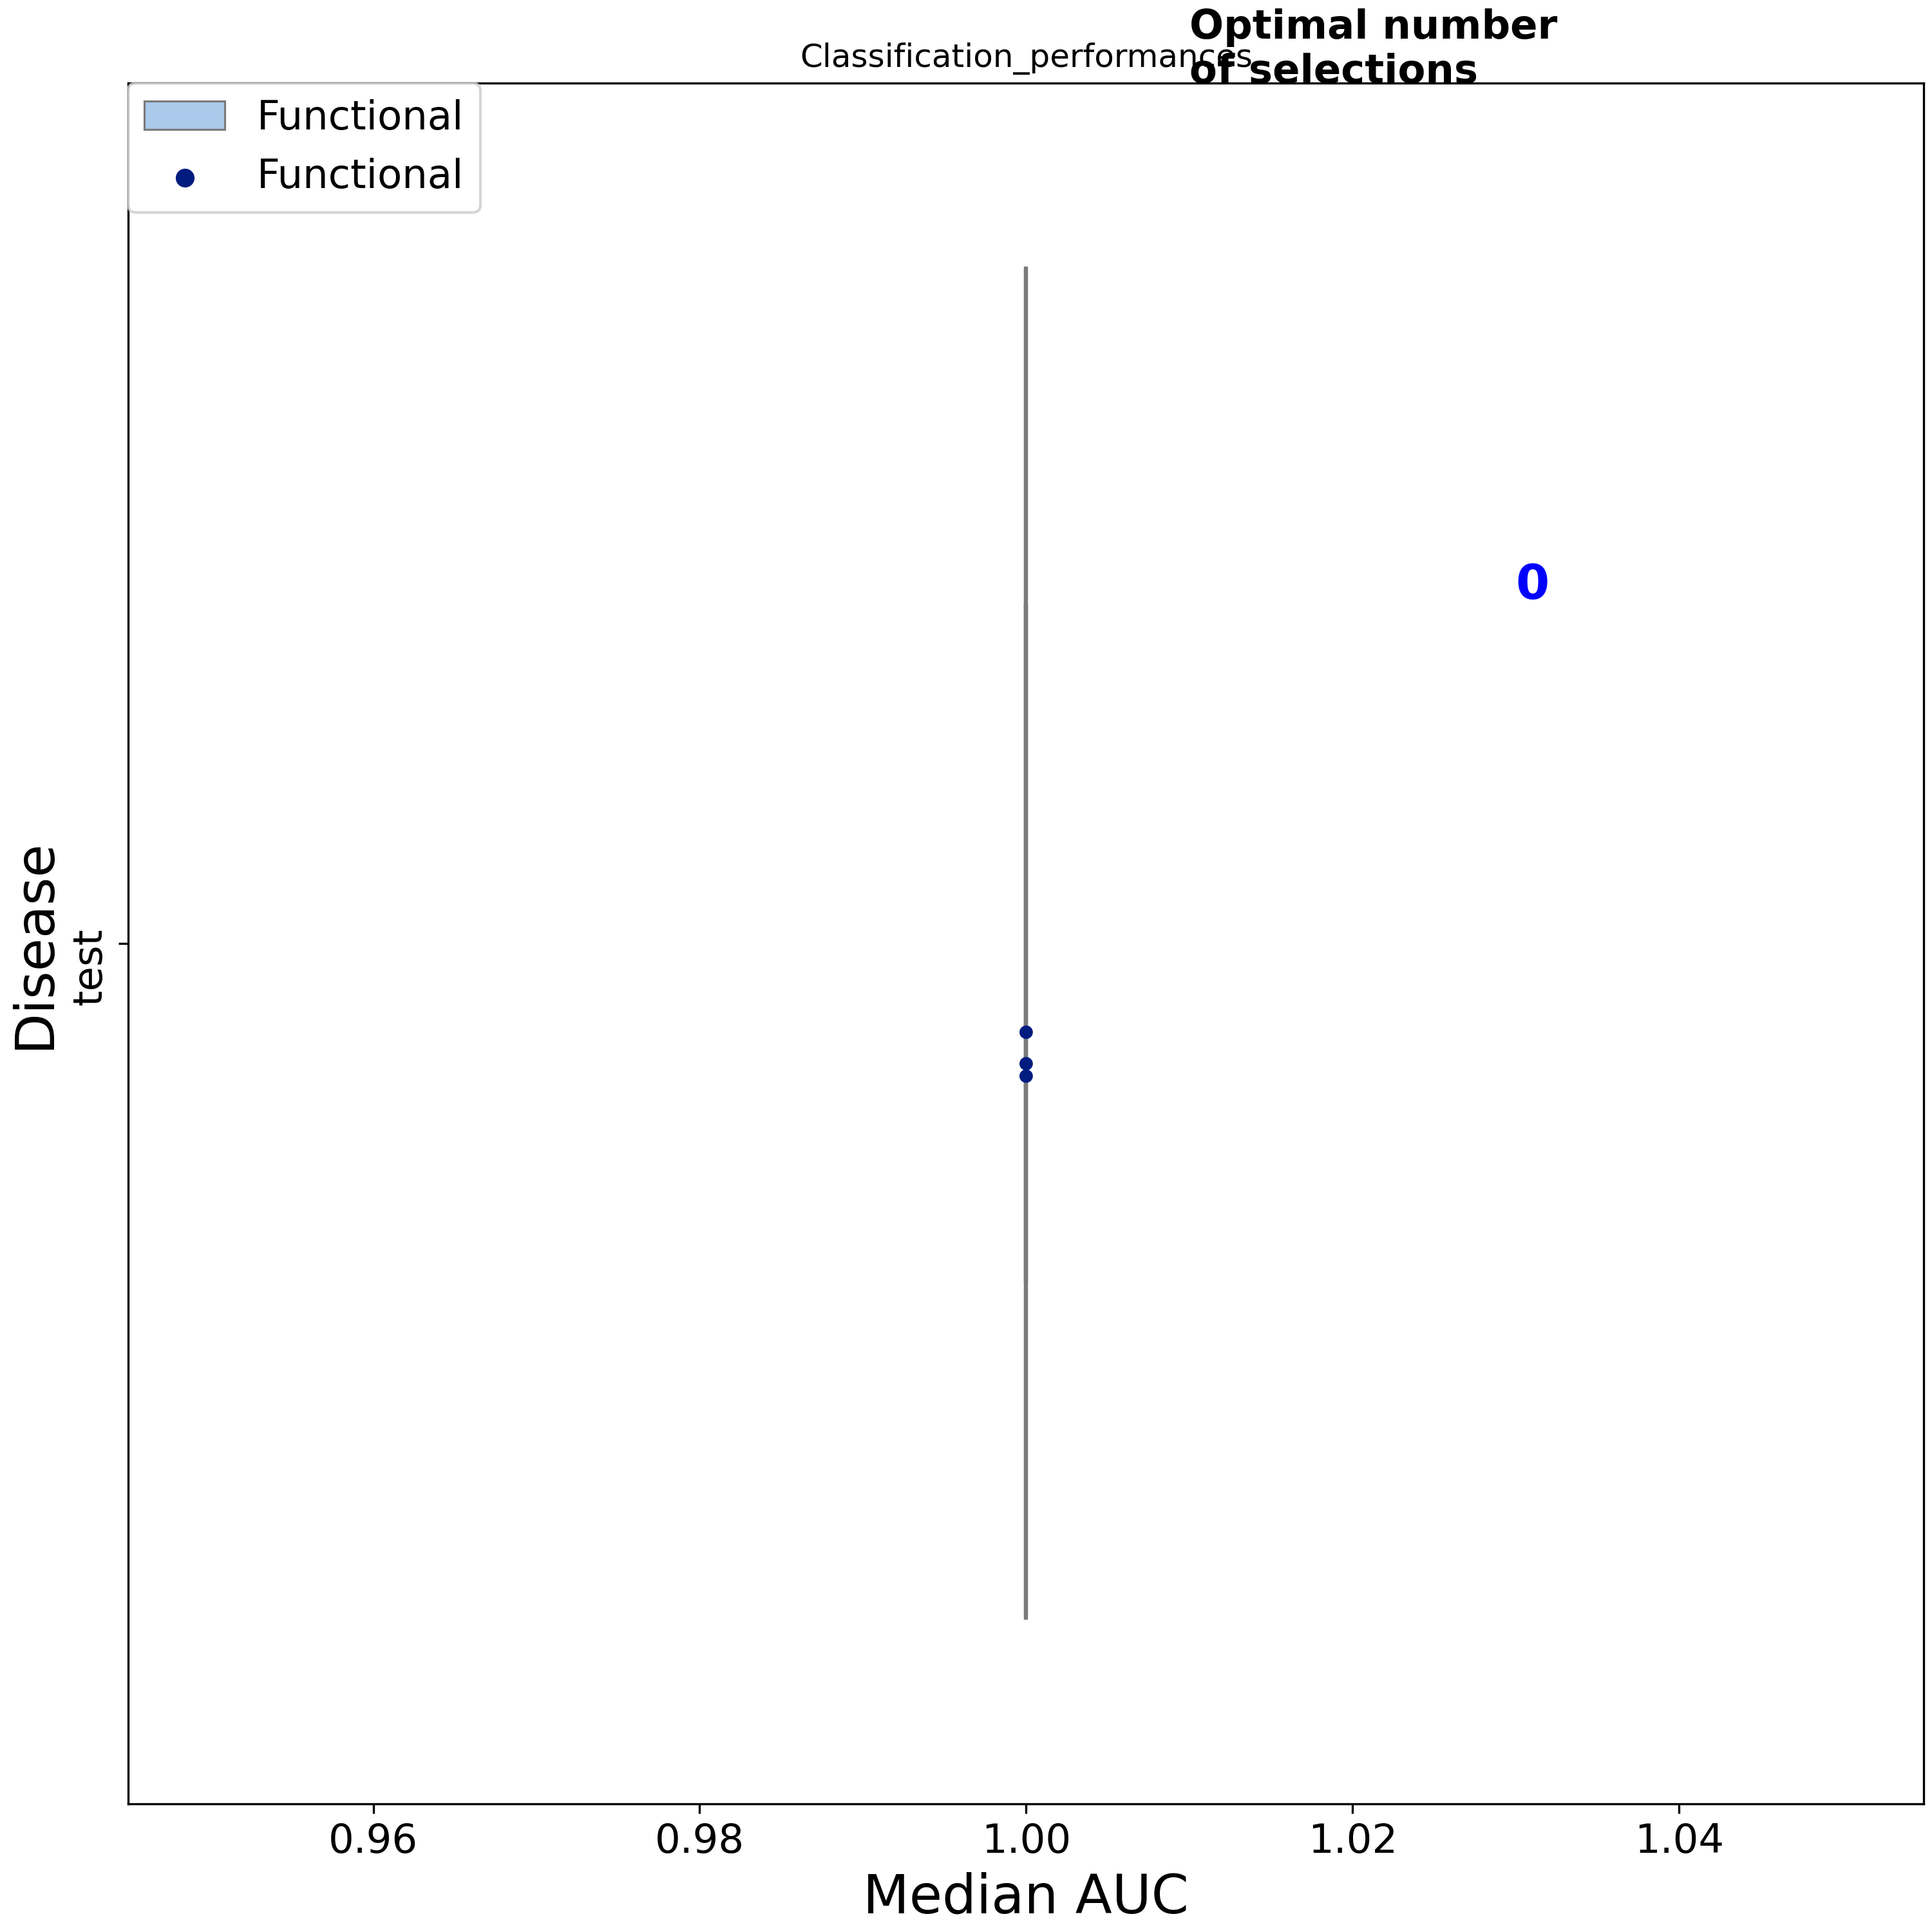 Optimal number
of selections
Classification_performances
Functional
Functional
0
Disease
test
0.96
0.98
1.00
1.02
1.04
Median AUC